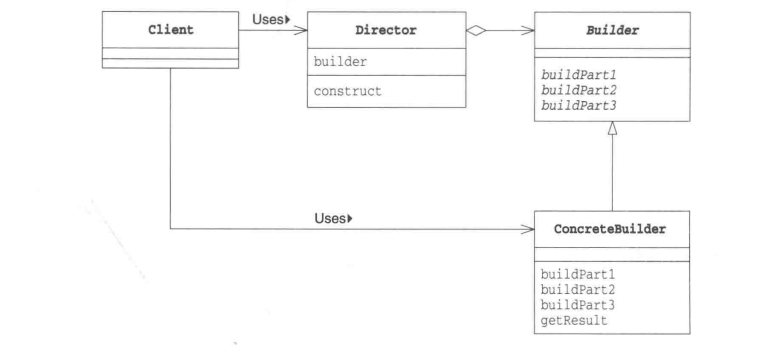 Client
Uses
Director
builder
construct
Builder
buildPart1
buildPart2
buildPart3
Uses
ConcreteBuilder
buildPart1
buildPart2
buildPart3
getResult